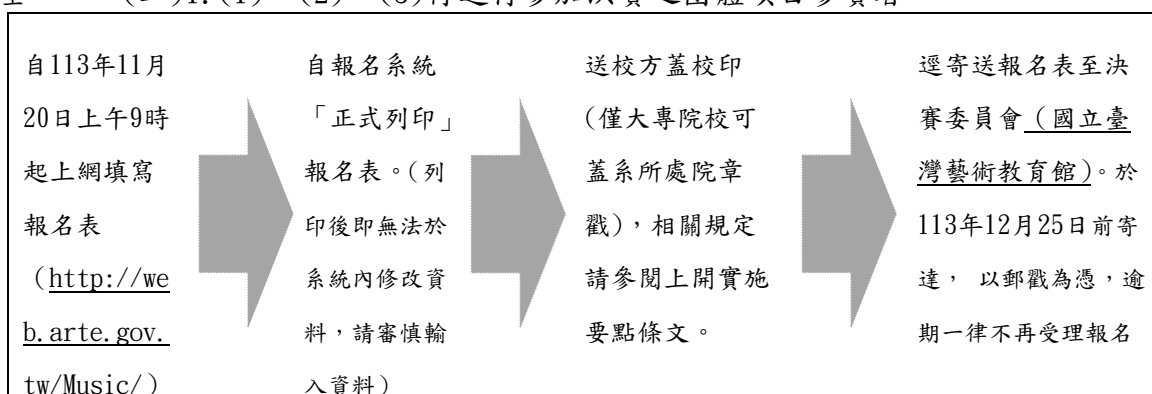 自113年11月
20日上午9時
起上網填寫
報名表
（http://we
b.arte.gov.
tw/Music/）
自報名系統
「正式列印」
報名表。（列
印後即無法於
系統內修改資
料，請審慎輸
入資料）
送校方蓋校印
(僅大專院校可
蓋系所處院章
戳)，相關規定
請參閱上開實施
要點條文。
逕寄送報名表至決
賽委員會（國立臺
灣藝術教育館）。於
113年12月25日前寄
達， 以郵戳為憑，逾
期一律不再受理報名